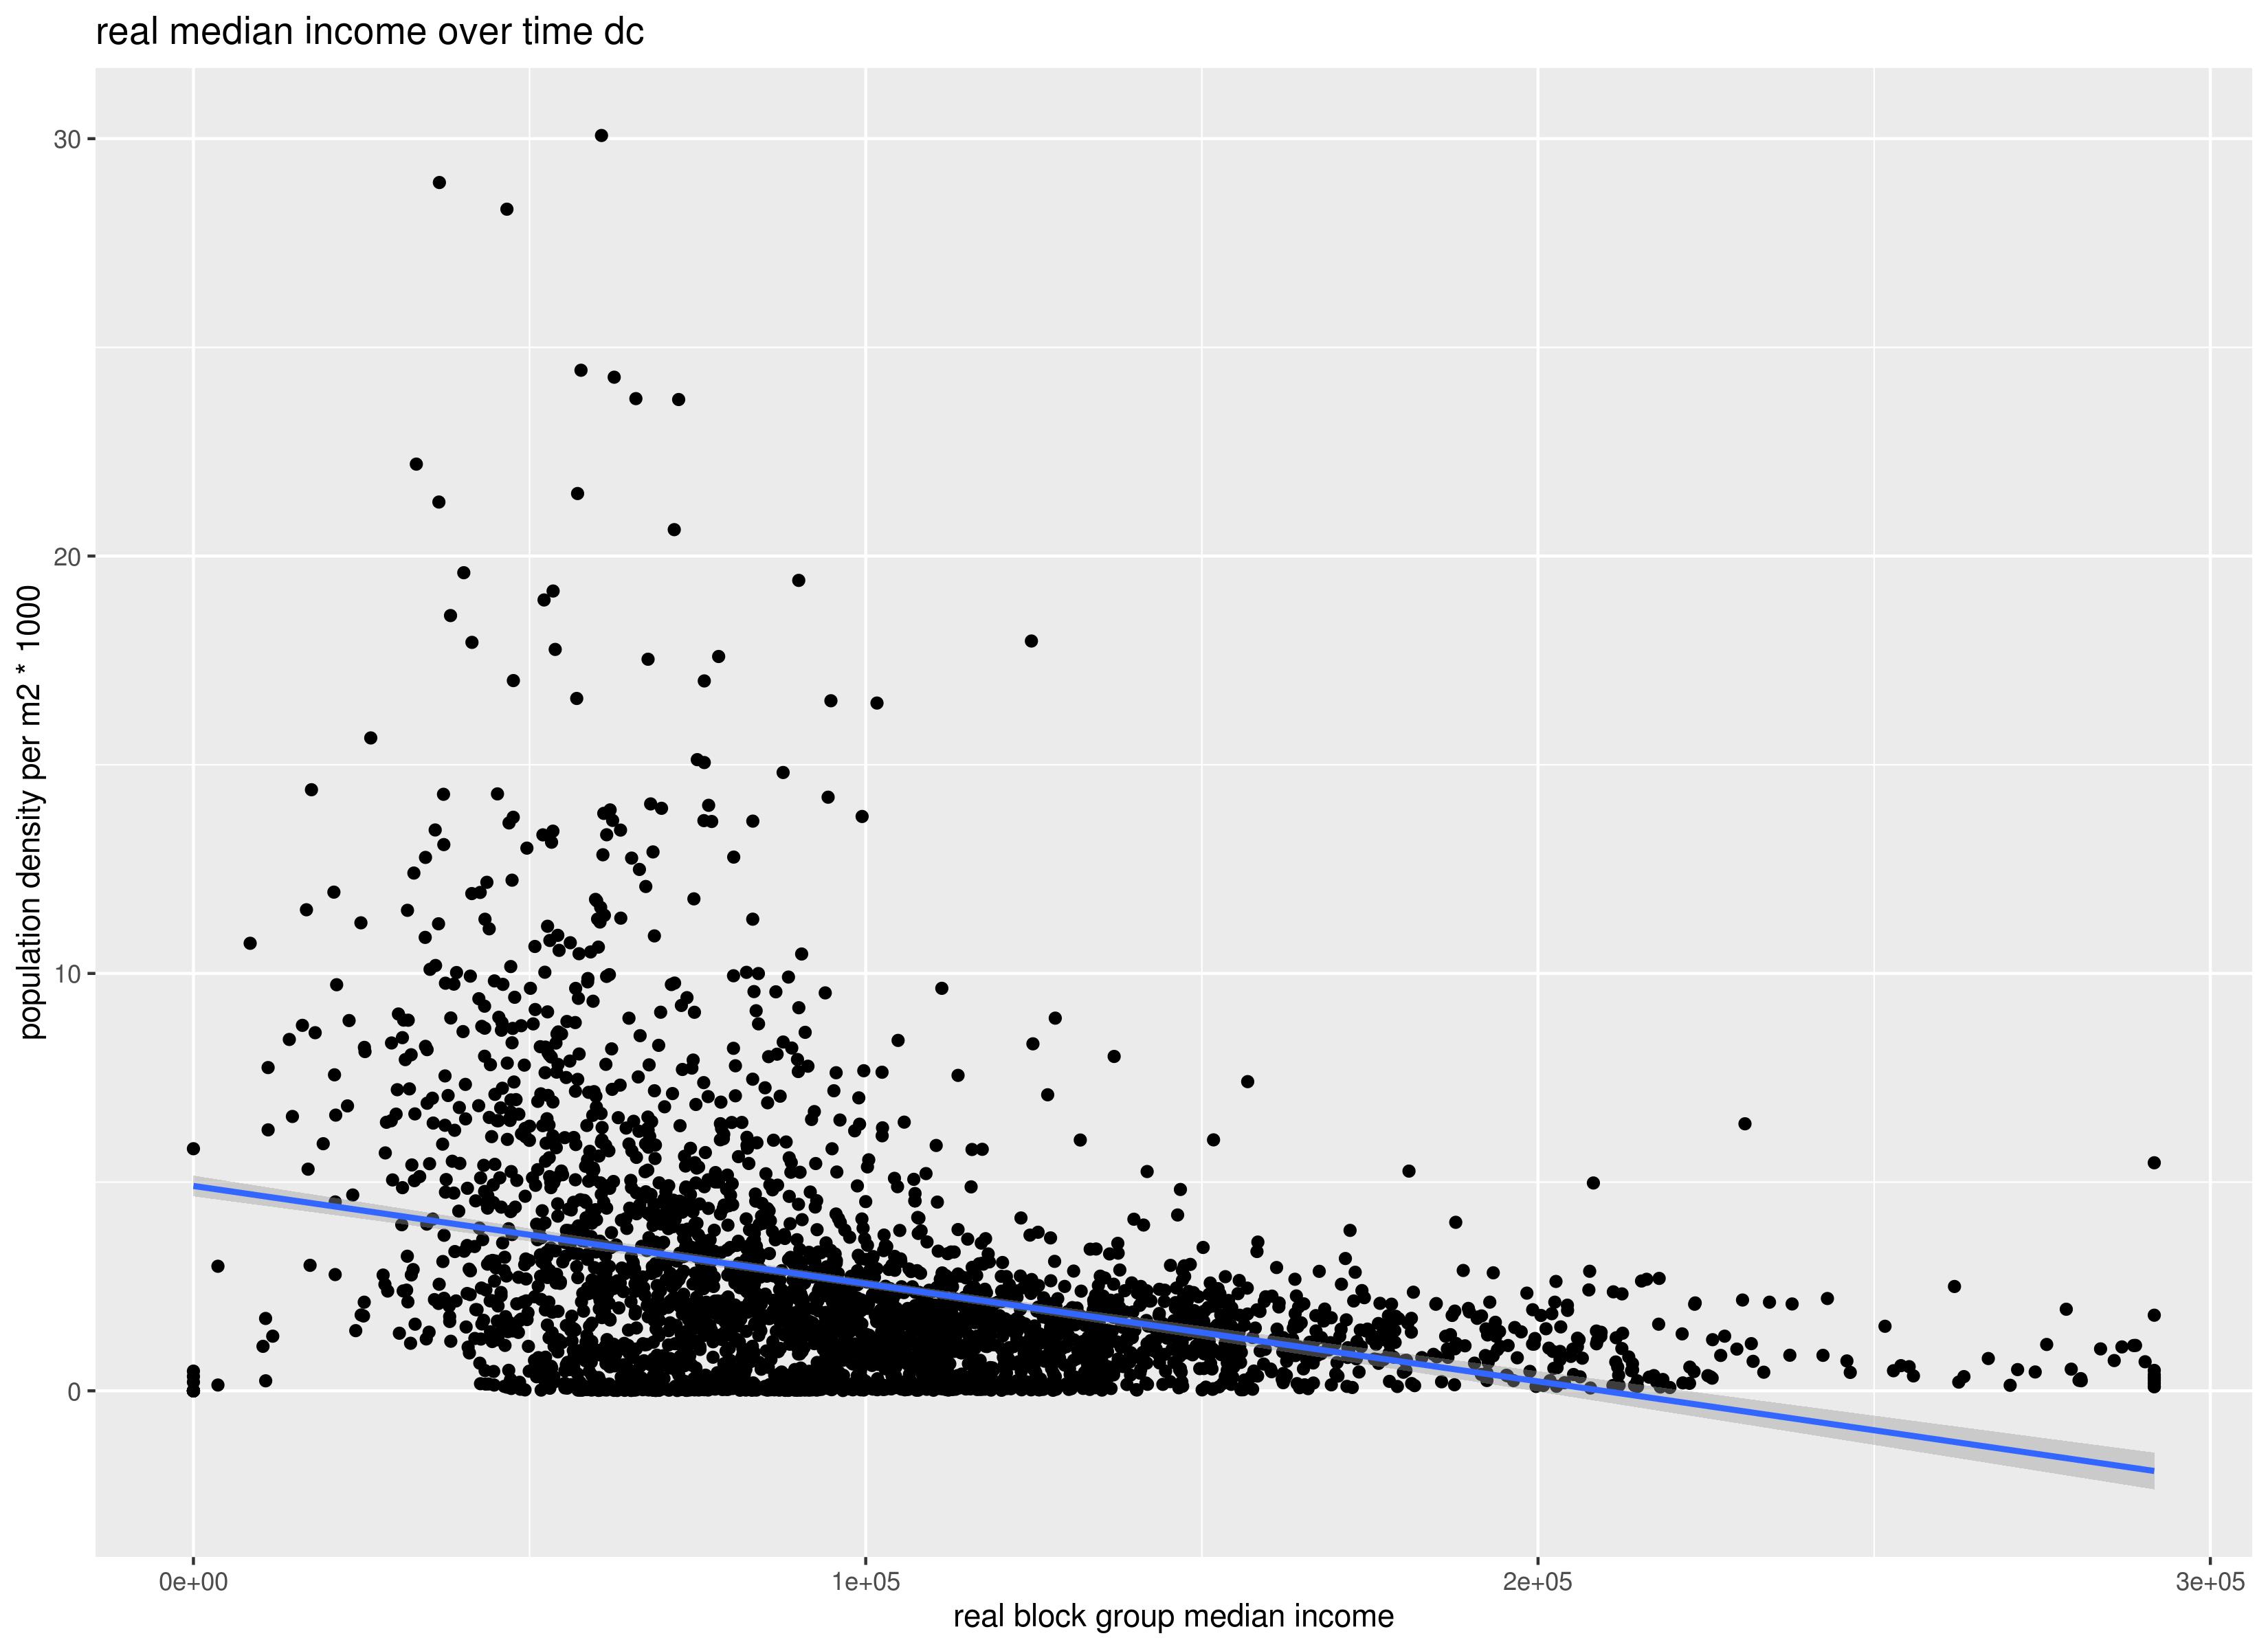 real median income over time dc
population density per m2 * 1000
30
20
10
0
0e+00
1e+05
2e+05
3e+05
real block group median income